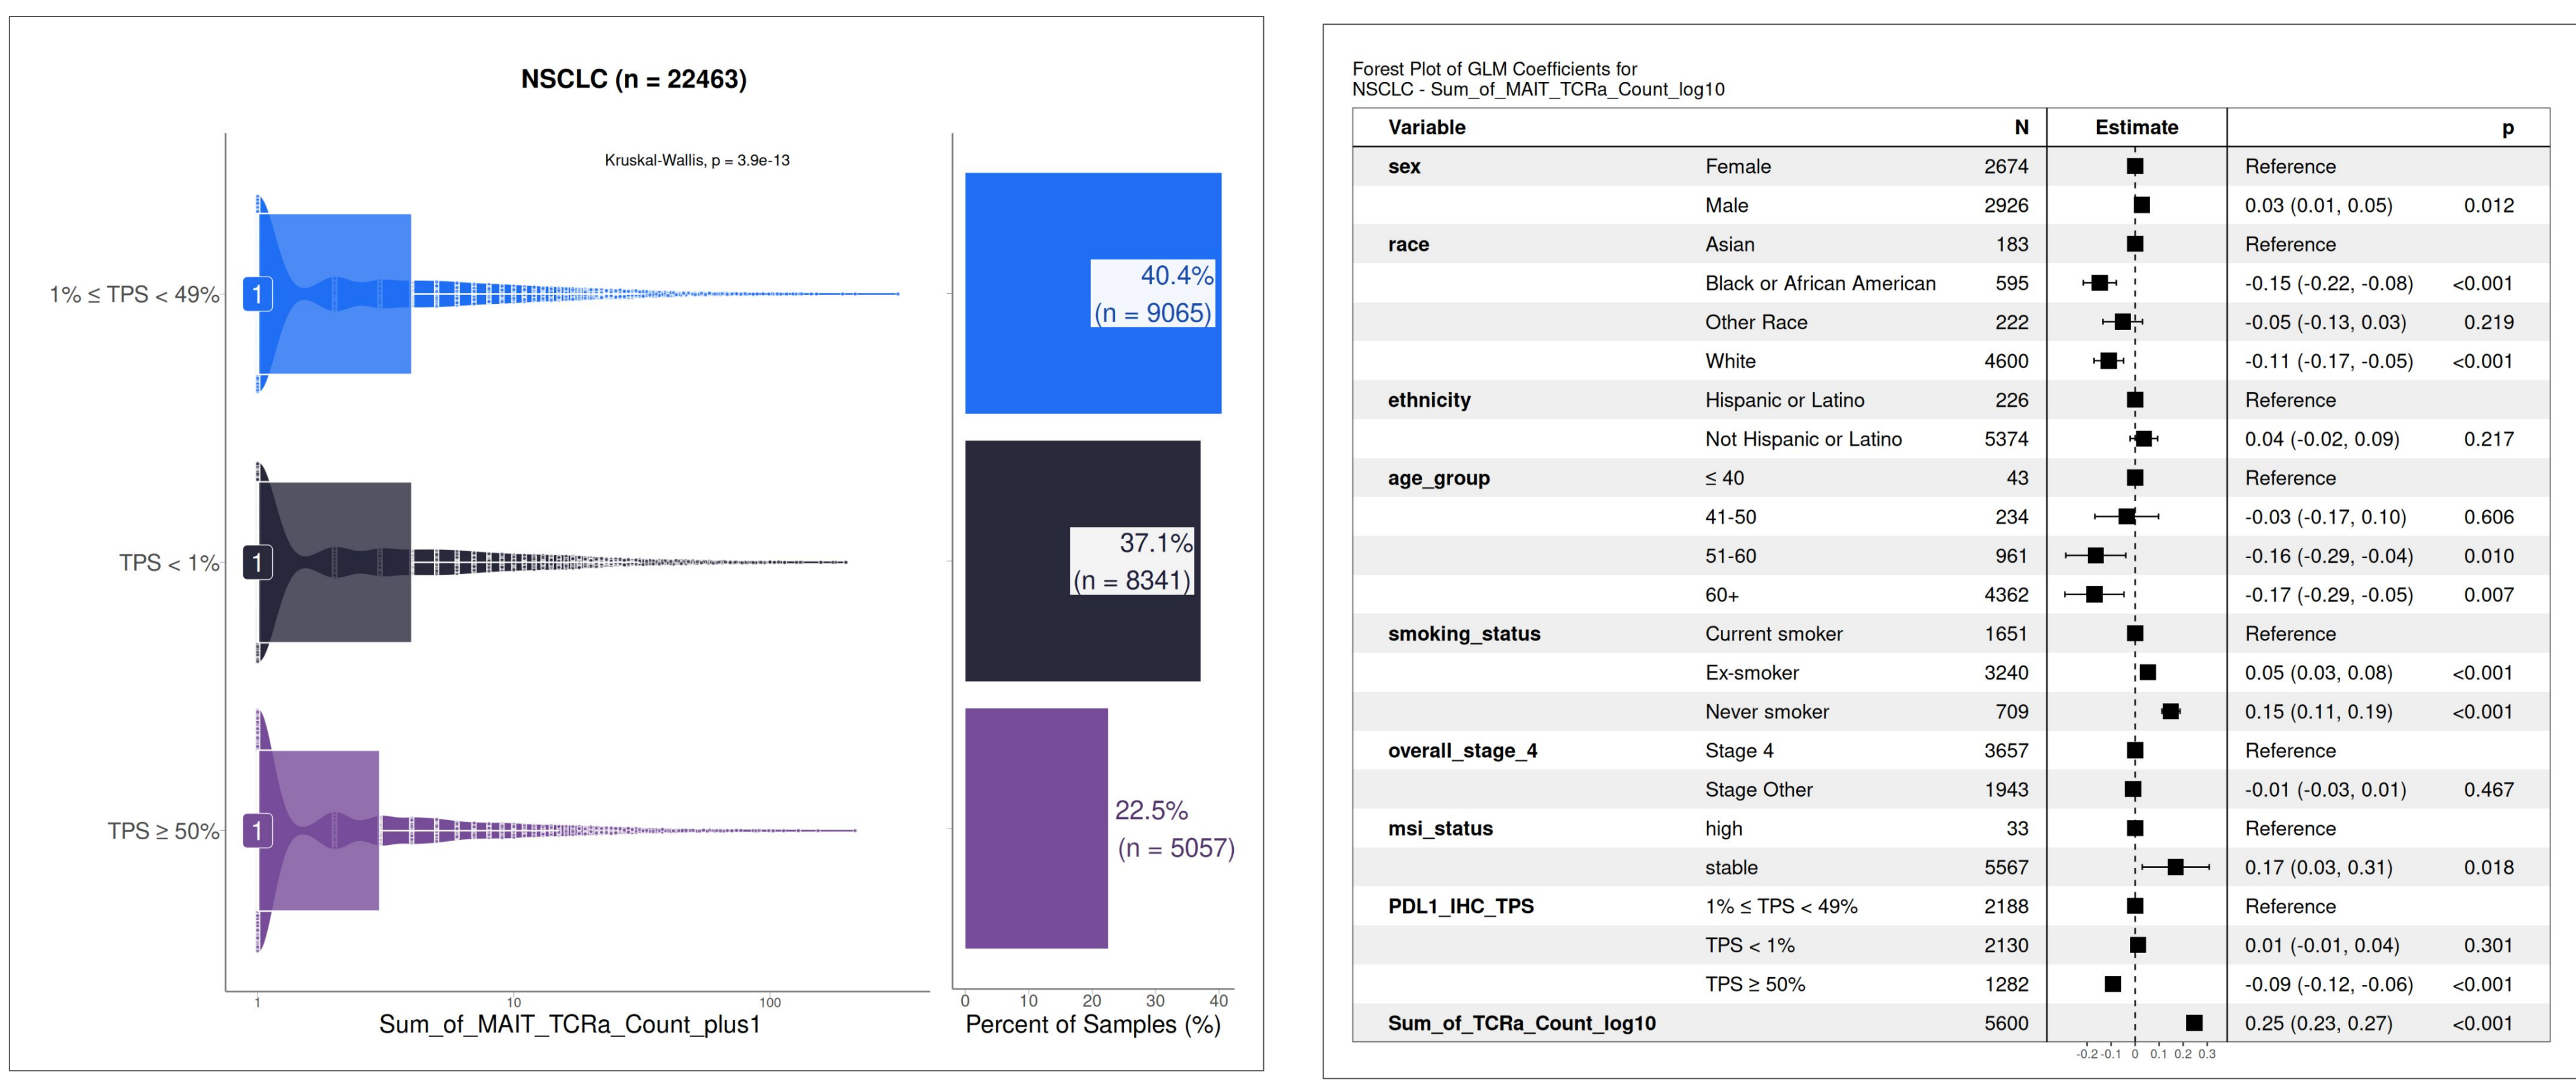 NSCLC (n = 22463)
Kruskal-Wallis, p = 3.9e-13
1% ≤ TPS < 49%
1
40.4%
(n = 9065)
TPS < 1%
1
37.1%
(n = 8341)
TPS ≥ 50%
1
22.5%
(n = 5057)
1 10 100
Sum_of_MAIT_TCRa_Count_plus1
0 10 20 30 40
Percent of Samples (%)
Forest Plot of GLM Coefficients for
NSCLC - Sum_of_MAIT_TCRa_Count_log10
Variable N Estimate p
sex Female 2674 Reference
Male 2926 0.03 (0.01, 0.05) 0.012
race Asian 183 Reference
Black or African American 595 -0.15 (-0.22, -0.08) <0.001
Other Race 222 -0.05 (-0.13, 0.03) 0.219
White 4600 -0.11 (-0.17, -0.05) <0.001
ethnicity Hispanic or Latino 226 Reference
Not Hispanic or Latino 5374 0.04 (-0.02, 0.09) 0.217
age_group ≤ 40 43 Reference
41-50 234 -0.03 (-0.17, 0.10) 0.606
51-60 961 -0.16 (-0.29, -0.04) 0.010
60+ 4362 -0.17 (-0.29, -0.05) 0.007
smoking_status Current smoker 1651 Reference
Ex-smoker 3240 0.05 (0.03, 0.08) <0.001
Never smoker 709 0.15 (0.11, 0.19) <0.001
overall_stage_4 Stage 4 3657 Reference
Stage Other 1943 -0.01 (-0.03, 0.01) 0.467
msi_status high 33 Reference
stable 5567 0.17 (0.03, 0.31) 0.018
PDL1_IHC_TPS 1% ≤ TPS < 49% 2188 Reference
TPS < 1% 2130 0.01 (-0.01, 0.04) 0.301
TPS ≥ 50% 1282 -0.09 (-0.12, -0.06) <0.001
Sum_of_TCRa_Count_log10 5600 0.25 (0.23, 0.27) <0.001
-0.2 -0.1 0 0.1 0.2 0.3